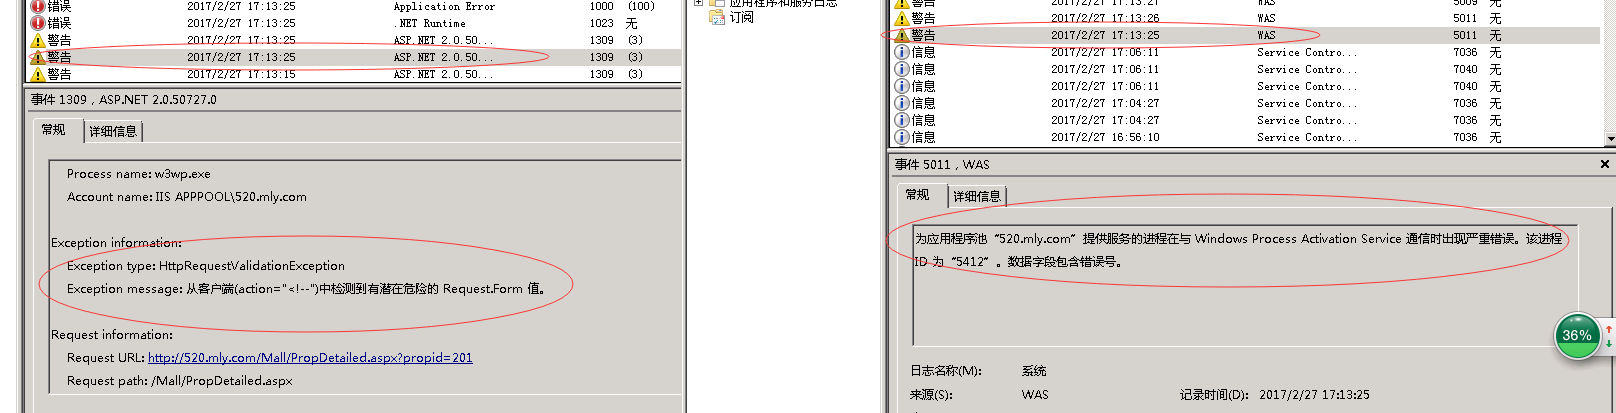 错误 2017/2/27 17:13:25 Application Error 1000 (100)
错误 2017/2/27 17:13:25 .NET Runtime 1023 无
警告 2017/2/27 17:13:25 ASP.NET 2.0.50... 1309 (3)
警告 2017/2/27 17:13:25 ASP.NET 2.0.50... 1309 (3)
警告 2017/2/27 17:13:15 ASP.NET 2.0.50... 1309 (3)
事件 1309，ASP.NET 2.0.50727.0
常规 详细信息
Process name: w3wp.exe
Account name: IIS APPPOOL\520.mly.com
Exception information:
Exception type: HttpRequestValidationException
Exception message: 从客户端(action="<!--")中检测到有潜在危险的 Request.Form 值。
Request information:
Request URL: http://520.mly.com/Mall/PropDetailed.aspx?propid=201
Request path: /Mall/PropDetailed.aspx
应用程序和服务日志
订阅
警告 2017/2/27 17:13:27 WAS 5009 无
警告 2017/2/27 17:13:26 WAS 5011 无
警告 2017/2/27 17:13:25 WAS 5011 无
信息 2017/2/27 17:06:11 Service Contro... 7036 无
信息 2017/2/27 17:06:11 Service Contro... 7040 无
信息 2017/2/27 17:06:11 Service Contro... 7040 无
信息 2017/2/27 17:04:27 Service Contro... 7036 无
信息 2017/2/27 17:04:27 Service Contro... 7036 无
信息 2017/2/27 16:56:10 Service Contro... 7036 无
事件 5011，WAS
常规 详细信息
为应用程序池“520.mly.com”提供服务的进程在与 Windows Process Activation Service 通信时出现严重错误。该进程
ID 为“5412”。数据字段包含错误号。
36%
日志名称(M): 系统
来源(S): WAS 记录时间(D): 2017/2/27 17:13:25